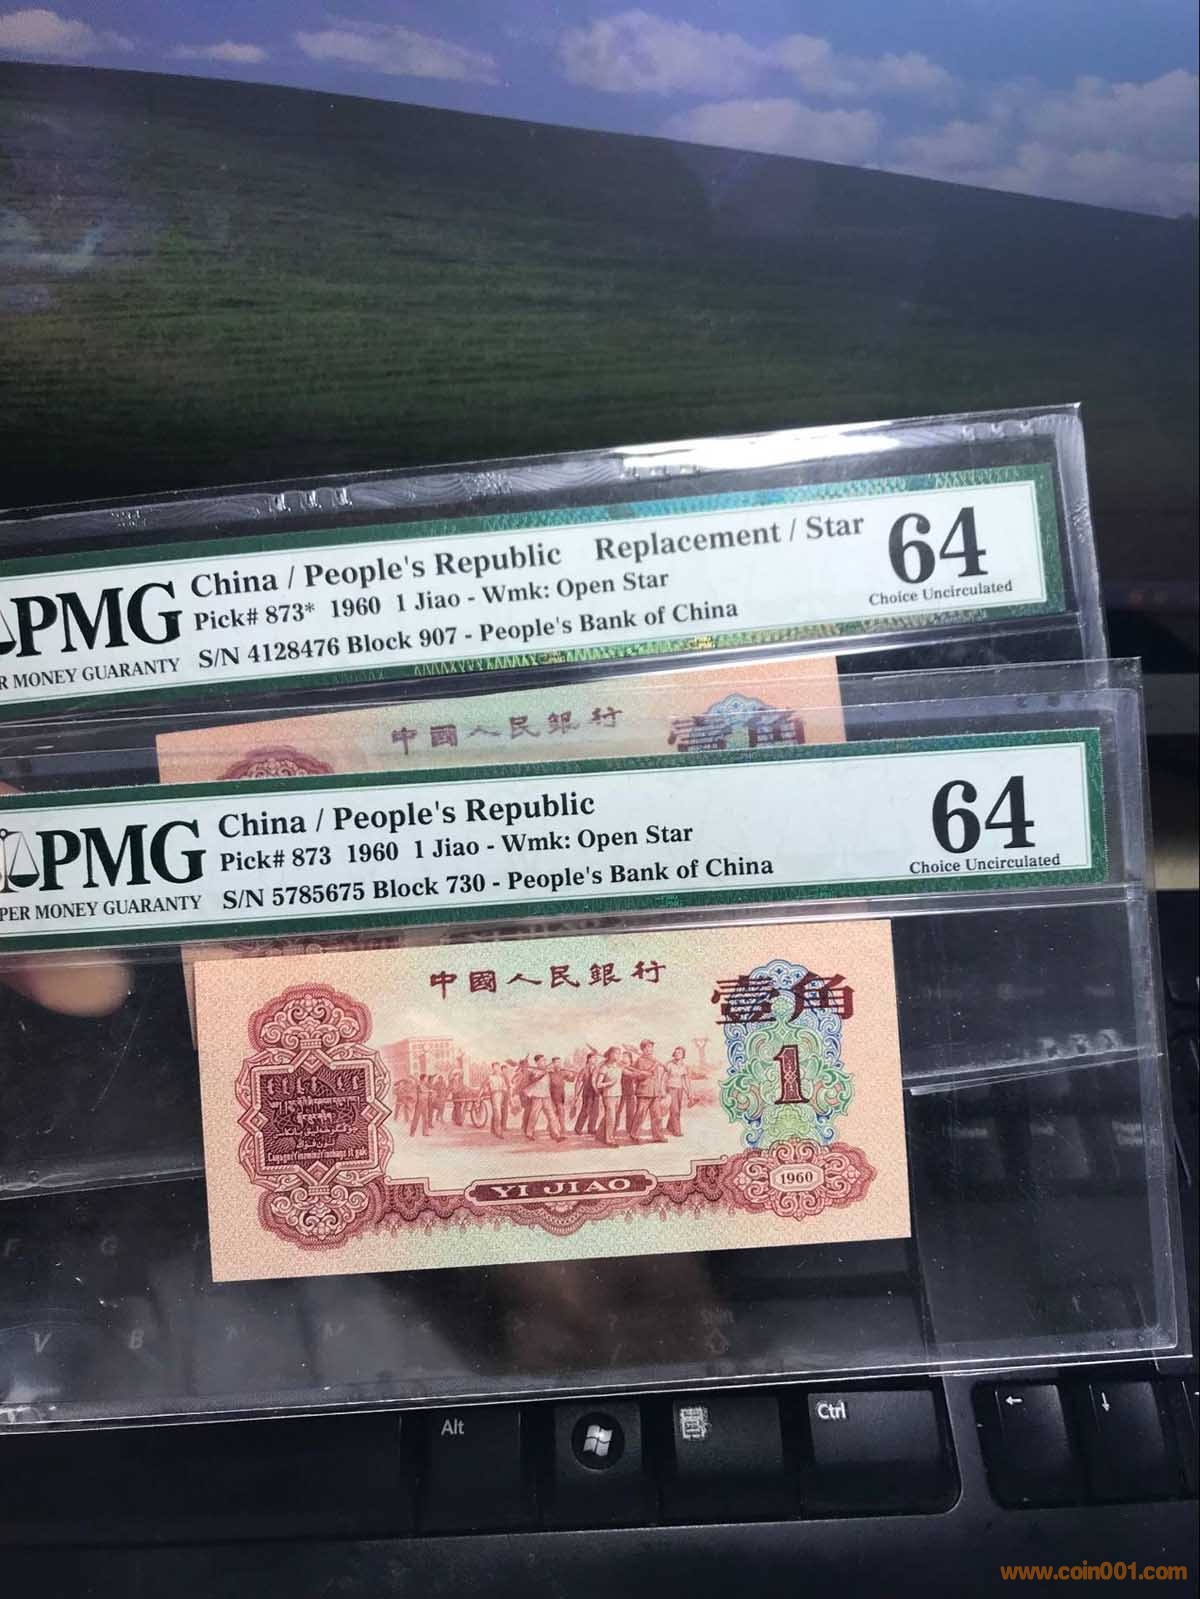 PMG
China / People's Republic Replacement / Star
Pick# 873* 1960 1 Jiao - Wmk: Open Star
S/N 4128476 Block 907 - People's Bank of China
R MONEY GUARANTY
64
Choice Uncirculated
中國人民銀行
壹角
PMG
China / People's Republic
Pick# 873 1960 1 Jiao - Wmk: Open Star
S/N 5785675 Block 730 - People's Bank of China
PER MONEY GUARANTY
64
Choice Uncirculated
中國人民銀行
壹角
1
YI JIAO
1960
F
G
V
B
Shift
Alt
Ctrl
www.coin001.com